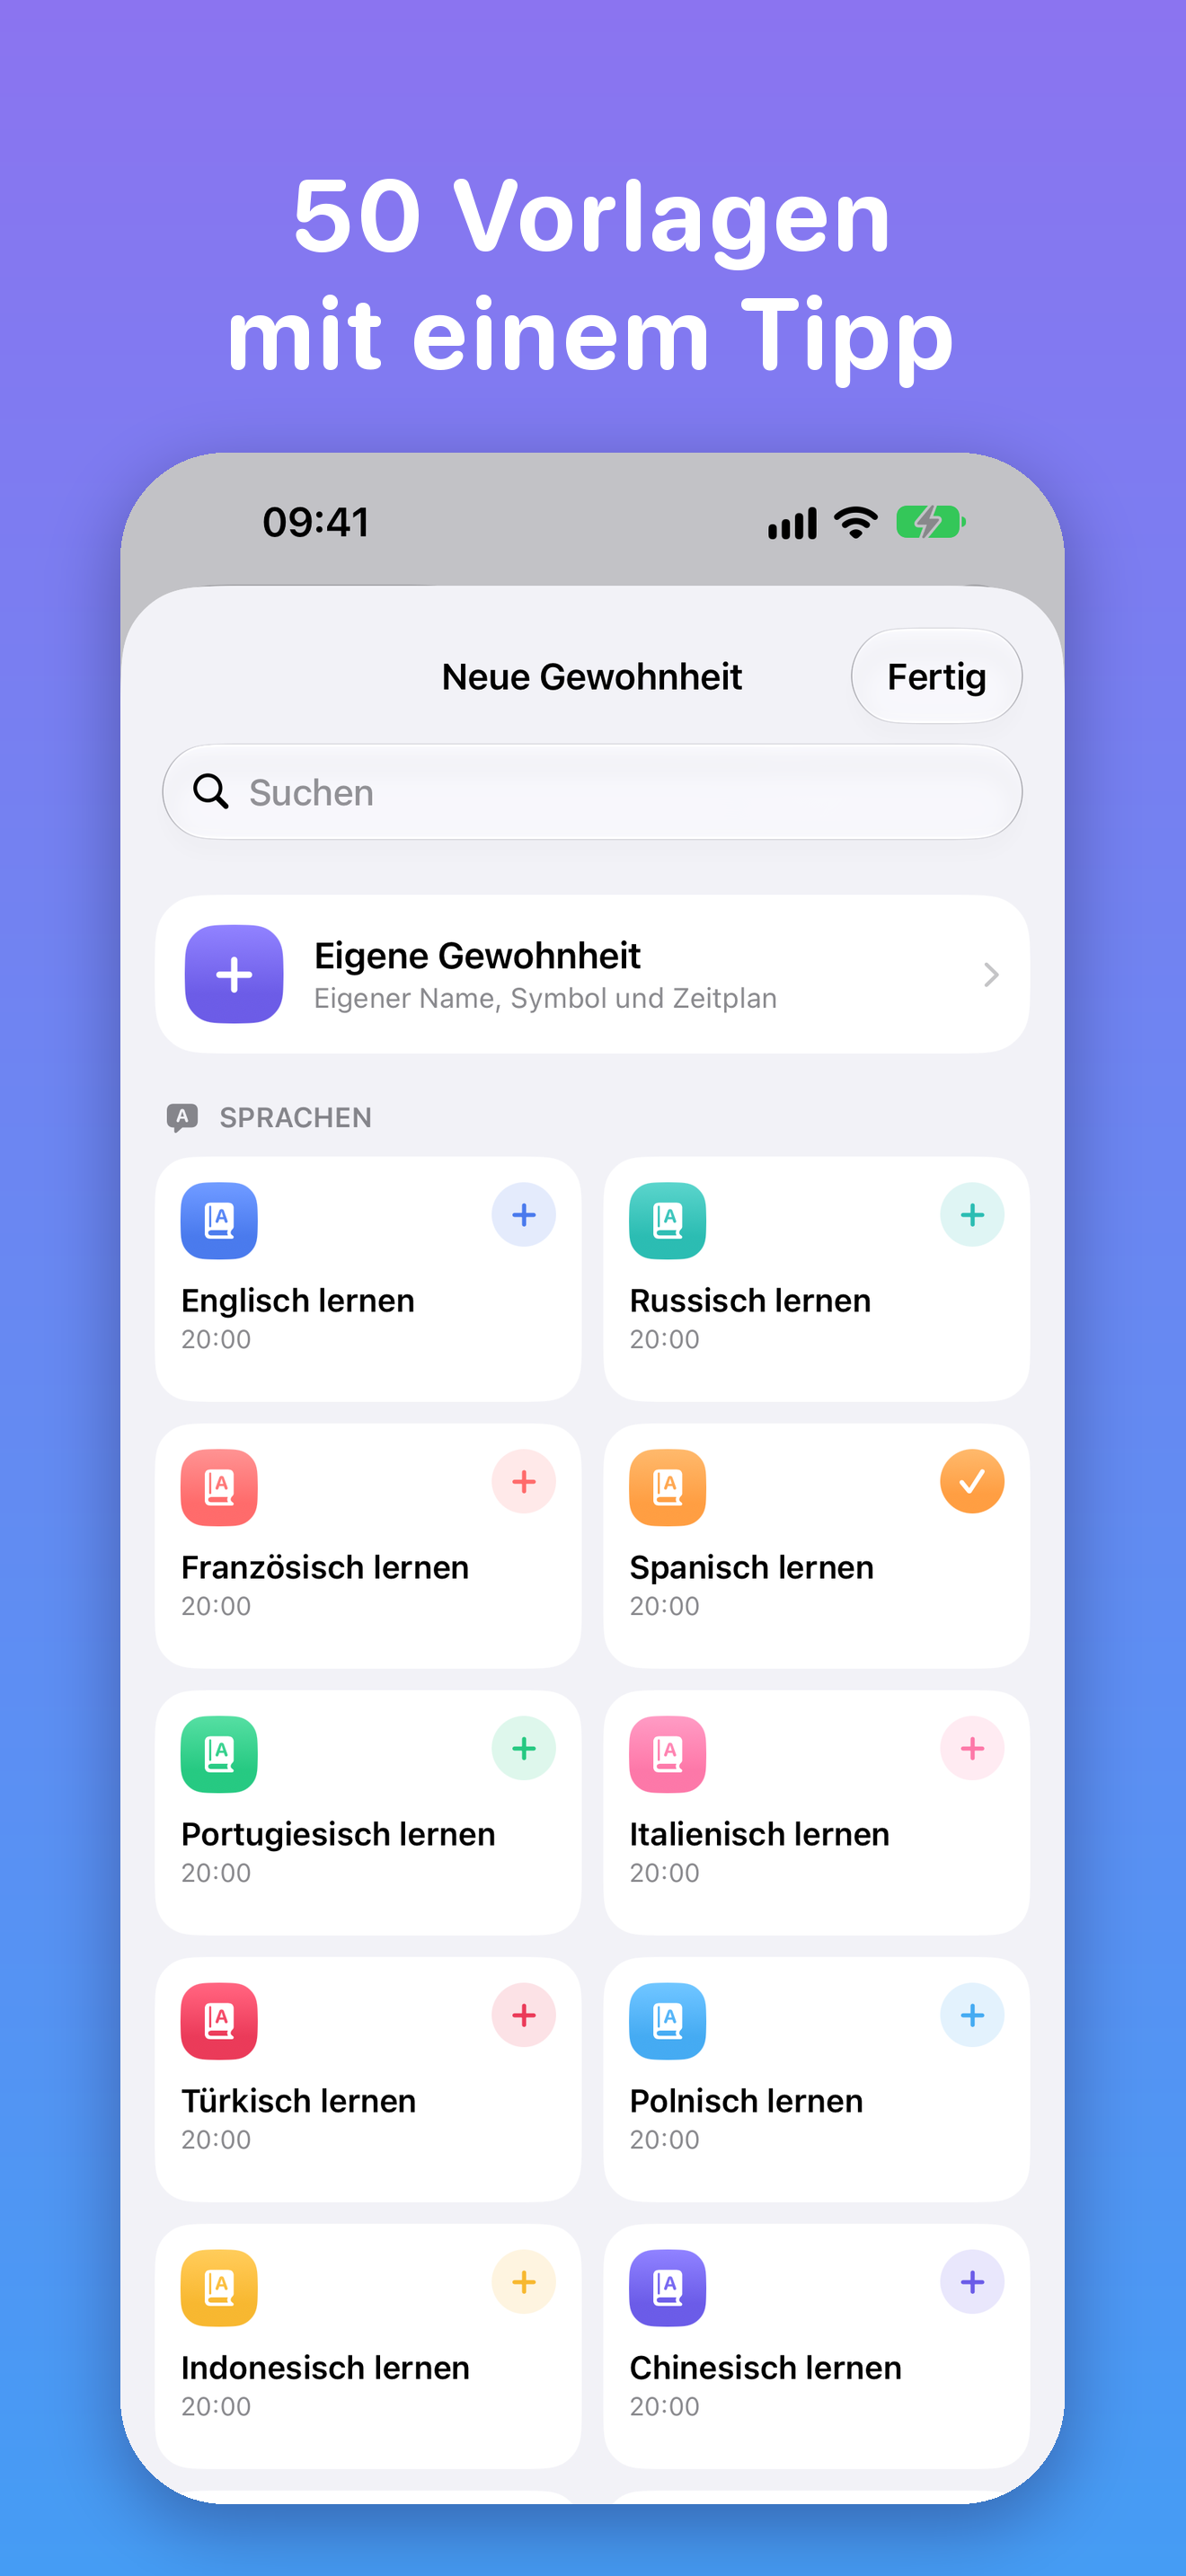 50 Vorlagen
mit einem Tipp
09:41
Neue Gewohnheit
Fertig
Suchen
Eigene Gewohnheit
Eigener Name, Symbol und Zeitplan
SPRACHEN
Englisch lernen
20:00
Russisch lernen
20:00
Französisch lernen
20:00
Spanisch lernen
20:00
Portugiesisch lernen
20:00
Italienisch lernen
20:00
Türkisch lernen
20:00
Polnisch lernen
20:00
Indonesisch lernen
20:00
Chinesisch lernen
20:00